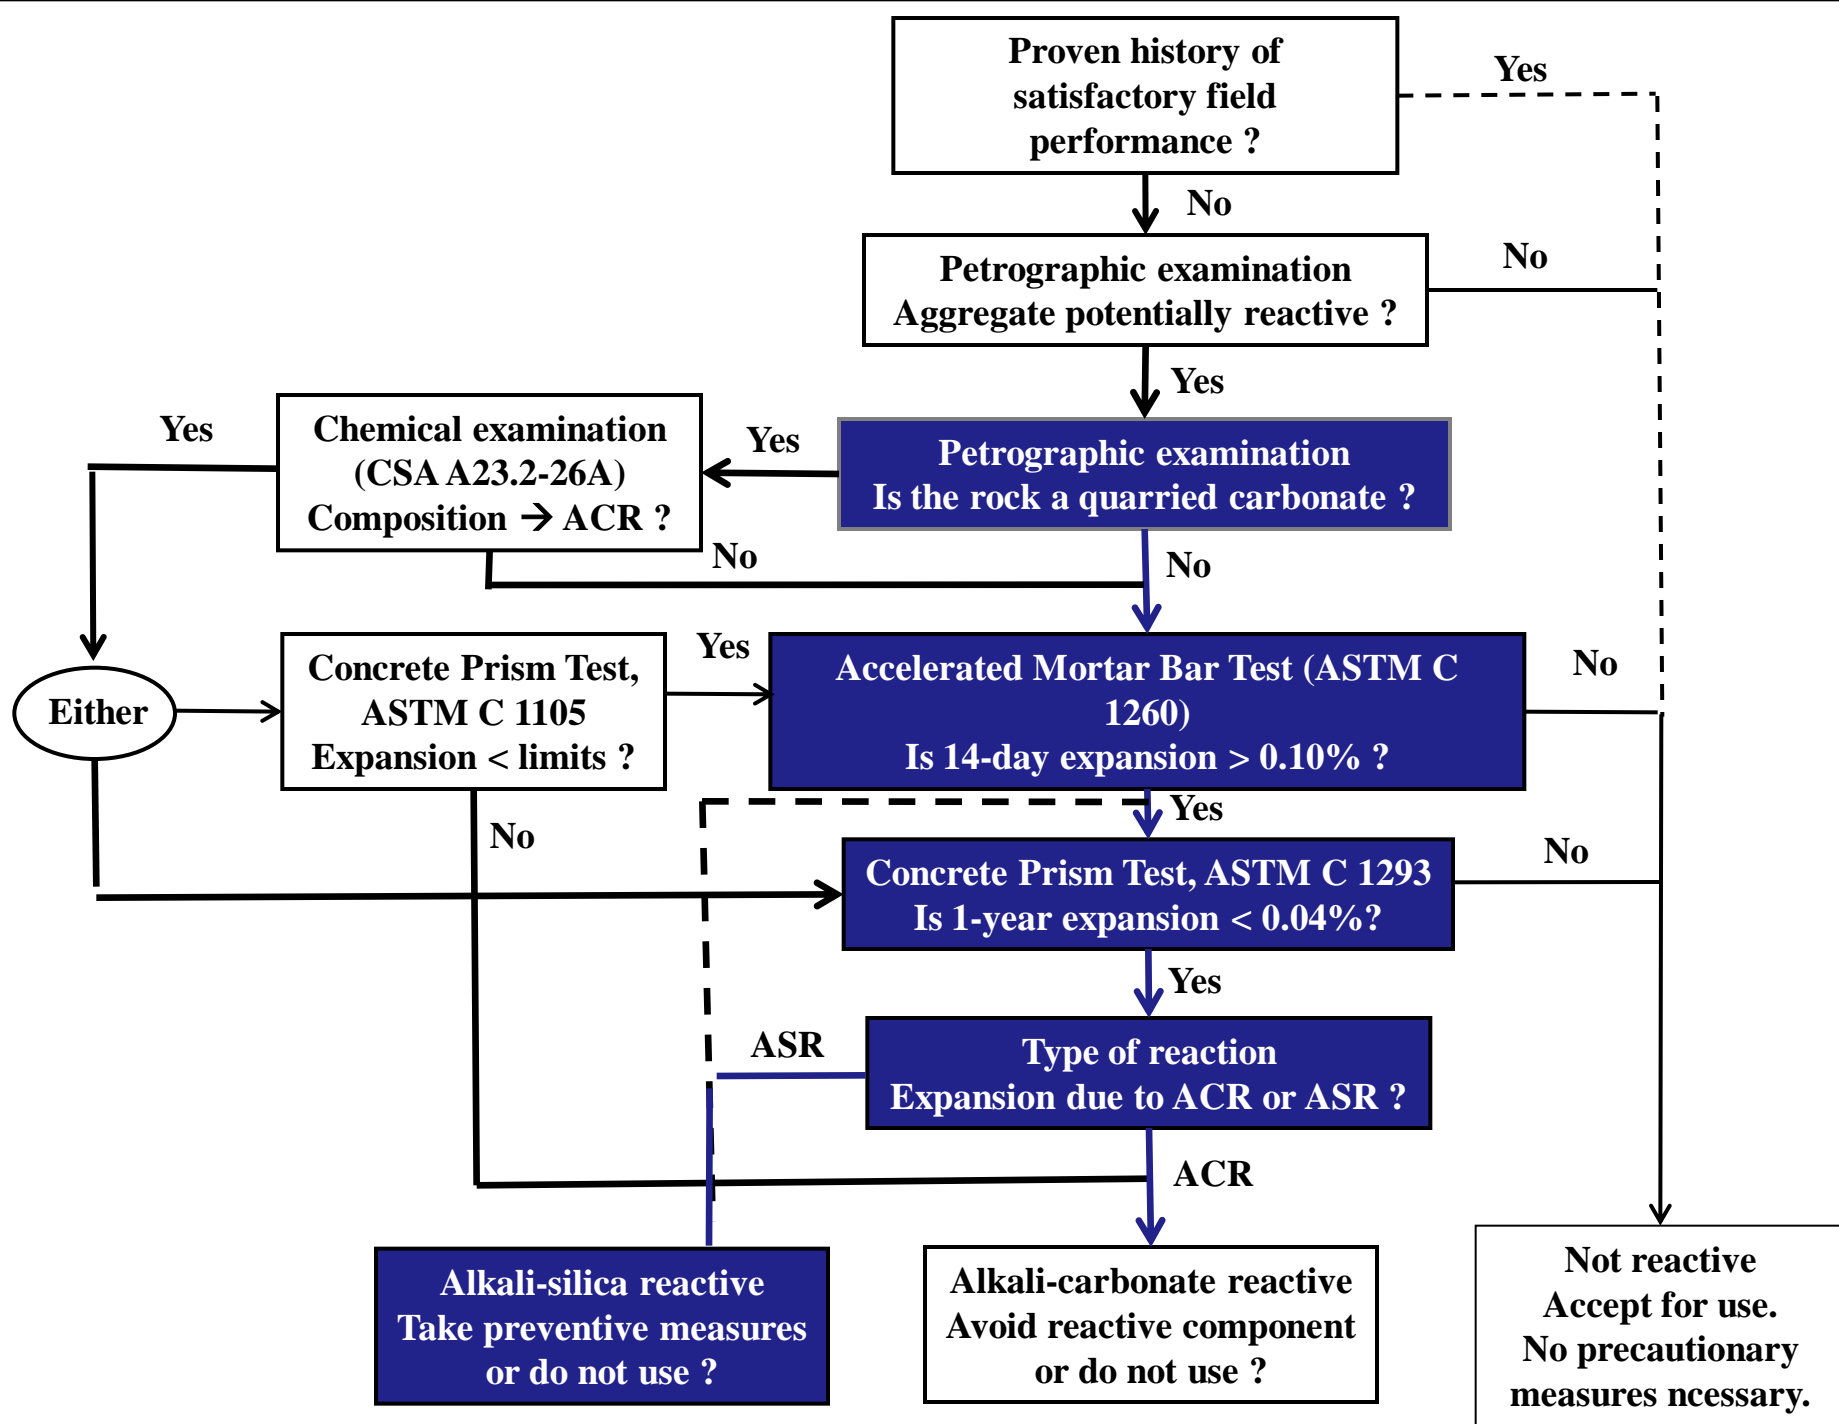 Proven history of
satisfactory field
performance ?
Yes
No
Petrographic examination
Aggregate potentially reactive ?
No
Yes
Petrographic examination
Is the rock a quarried carbonate ?
Yes
Chemical examination
(CSA A23.2-26A)
Composition → ACR ?
Yes
No
No
Either
Concrete Prism Test,
ASTM C 1105
Expansion < limits ?
Yes
No
Accelerated Mortar Bar Test (ASTM C
1260)
Is 14-day expansion > 0.10% ?
No
Yes
Concrete Prism Test, ASTM C 1293
Is 1-year expansion < 0.04%?
No
Yes
Type of reaction
Expansion due to ACR or ASR ?
ASR
ACR
Alkali-silica reactive
Take preventive measures
or do not use ?
Alkali-carbonate reactive
Avoid reactive component
or do not use ?
Not reactive
Accept for use.
No precautionary
measures ncessary.